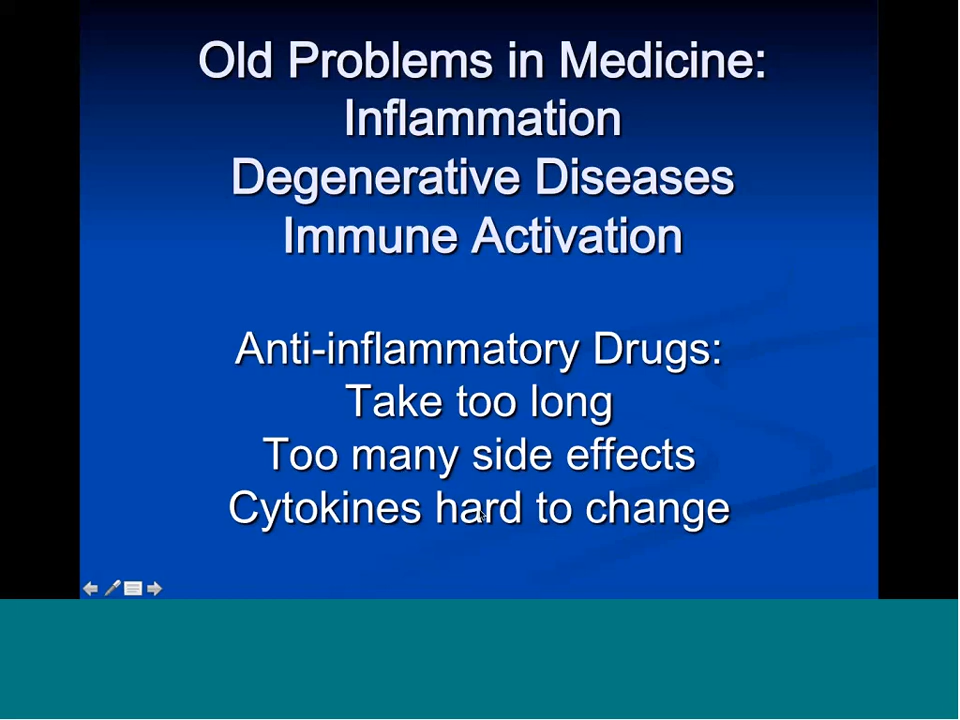 Old Problems in Medicine:
Inflammation
Degenerative Diseases
Immune Activation
Anti-inflammatory Drugs:
Take too long
Too many side effects
Cytokines hard to change